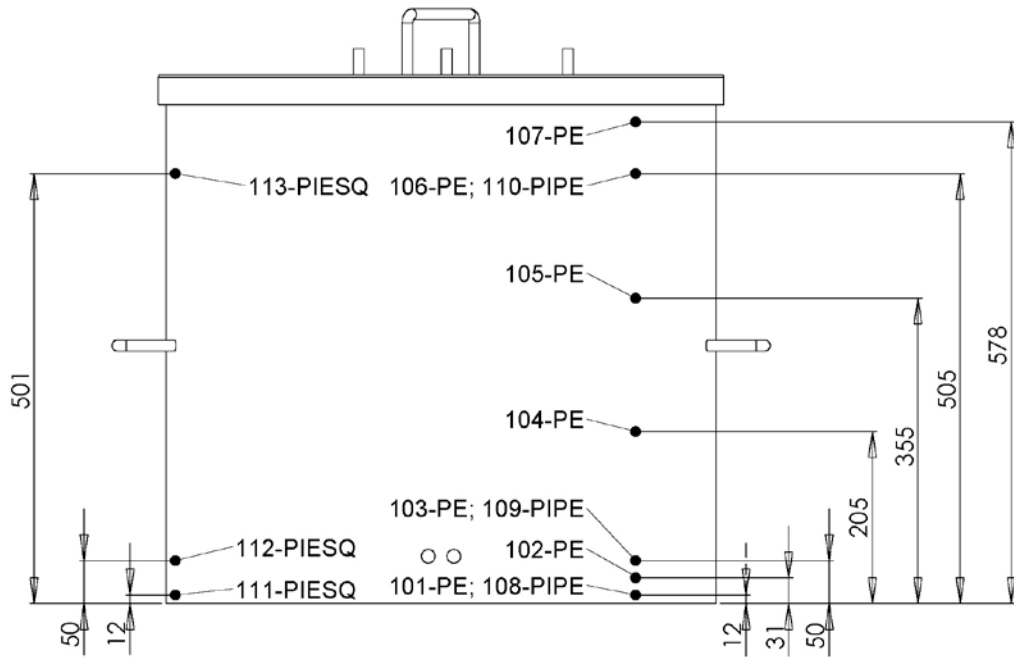 107-PE
113-PIESQ 106-PE; 110-PIPE
105-PE
578
501
505
355
104-PE
205
103-PE; 109-PIPE
112-PIESQ
102-PE
111-PIESQ 101-PE; 108-PIPE
50
12
12
31
50